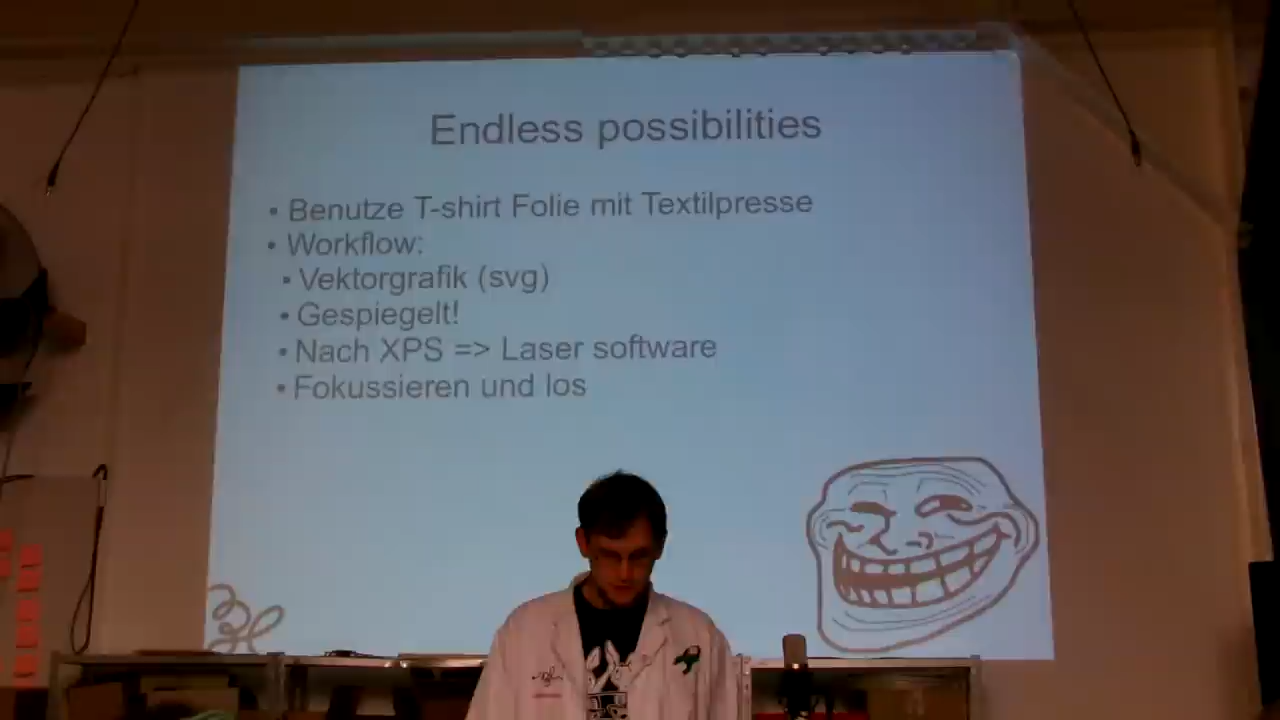 Endless possibilities
• Benutze T-shirt Folie mit Textilpresse
• Workflow:
• Vektorgrafik (svg)
• Gespiegelt!
• Nach XPS => Laser software
• Fokussieren und los